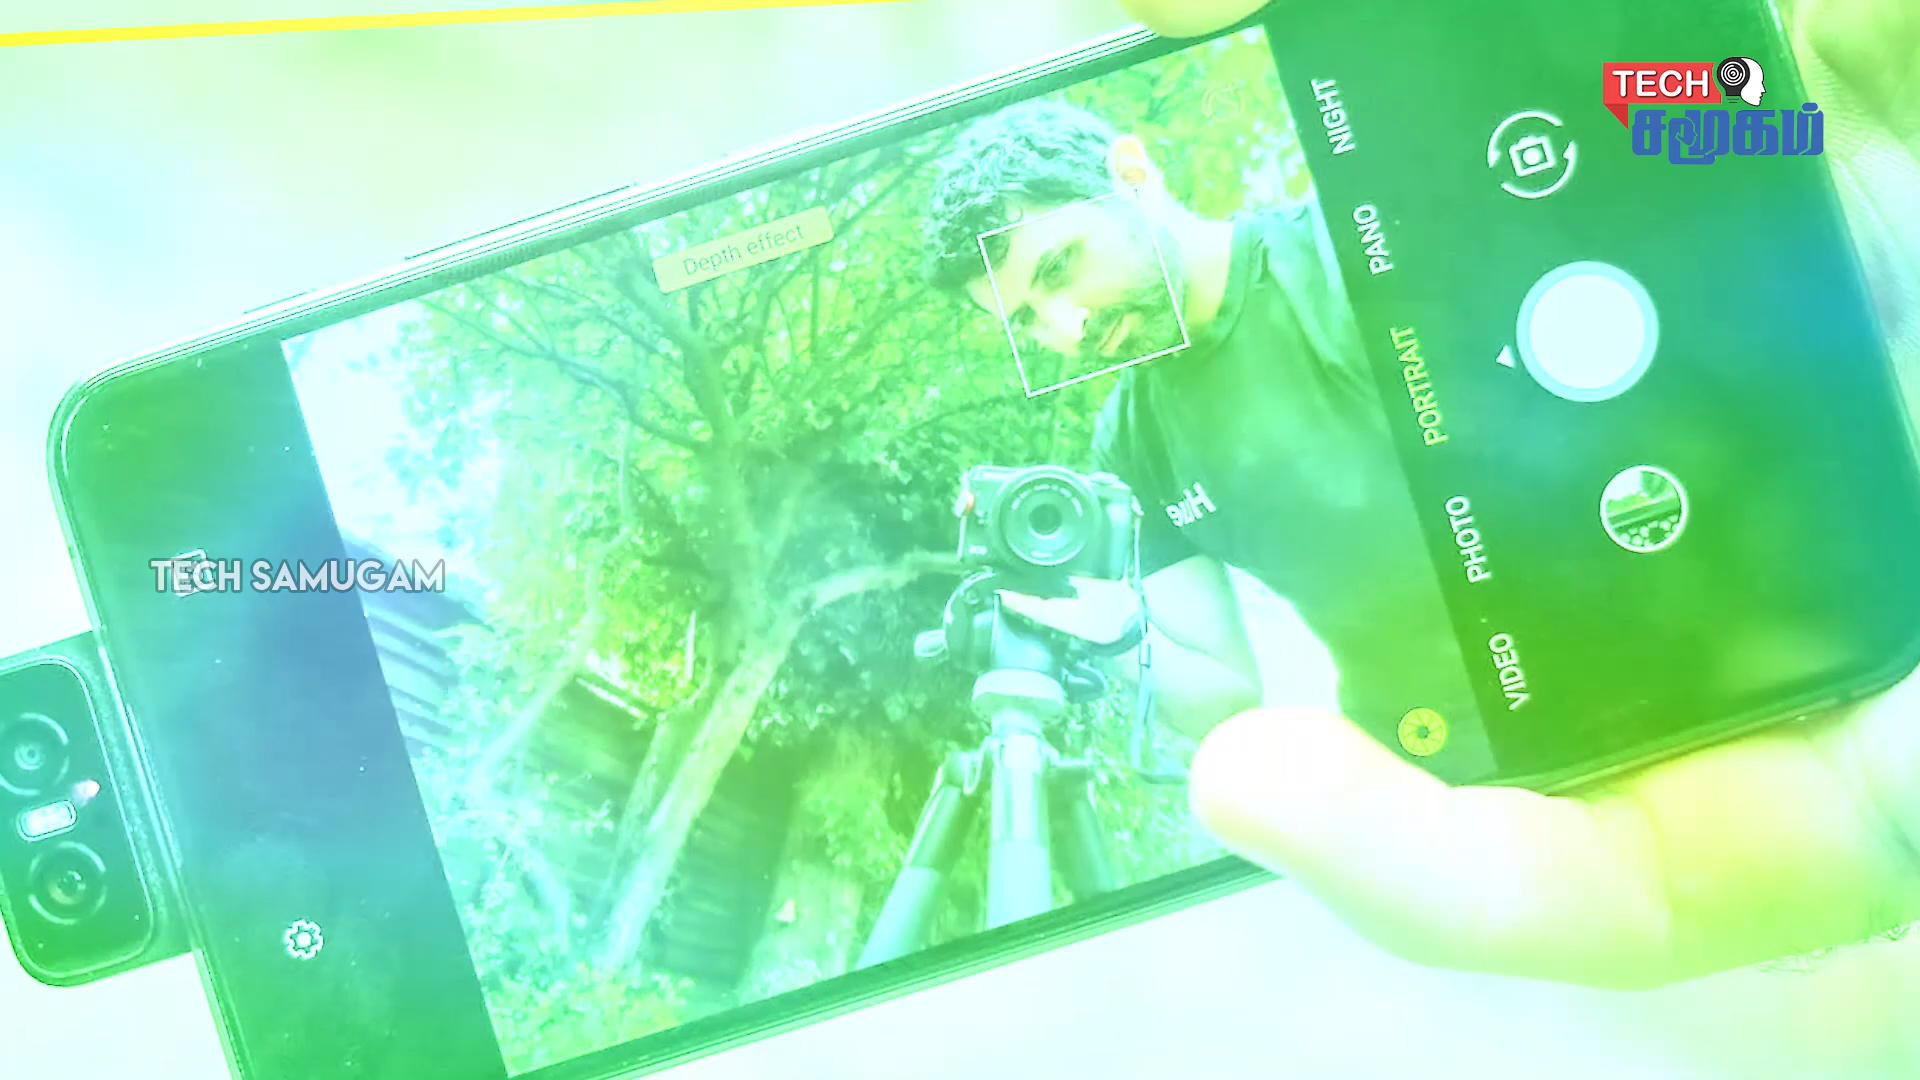 TECH
சமூகம்
Depth effect
NIGHT
PANO
PORTRAIT
PHOTO
VIDEO
TECH SAMUGAM